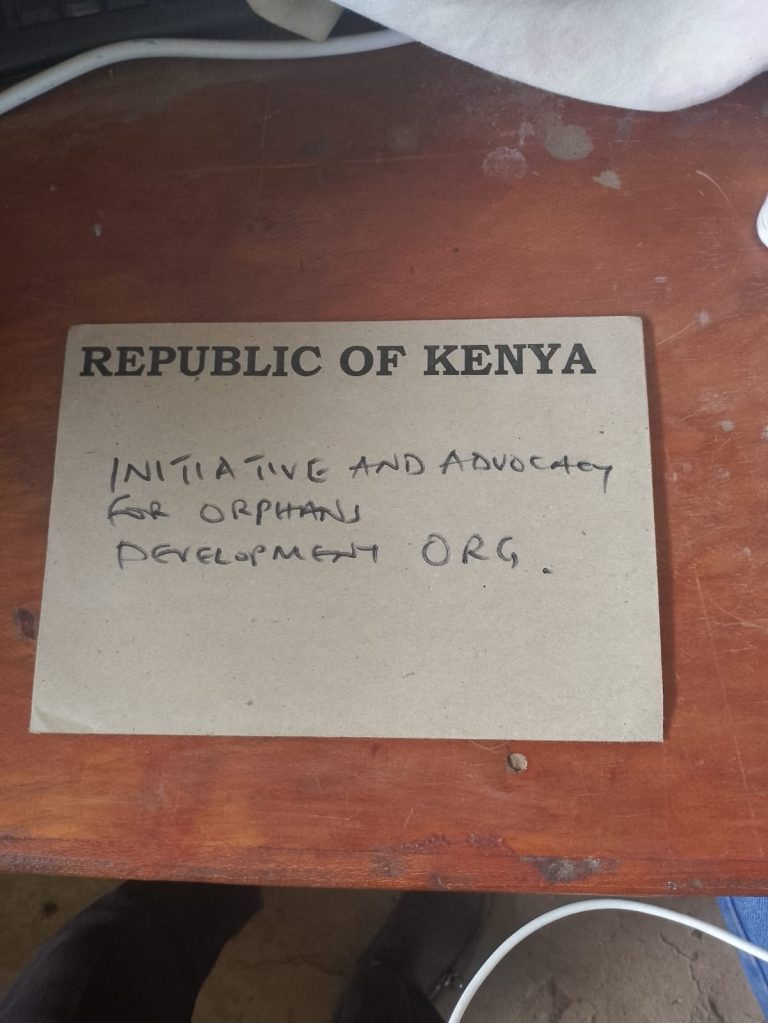 REPUBLIC OF KENYA
INITIATIVE AND ADVOCACY
FOR ORPHANS
DEVELOPMENT ORG.